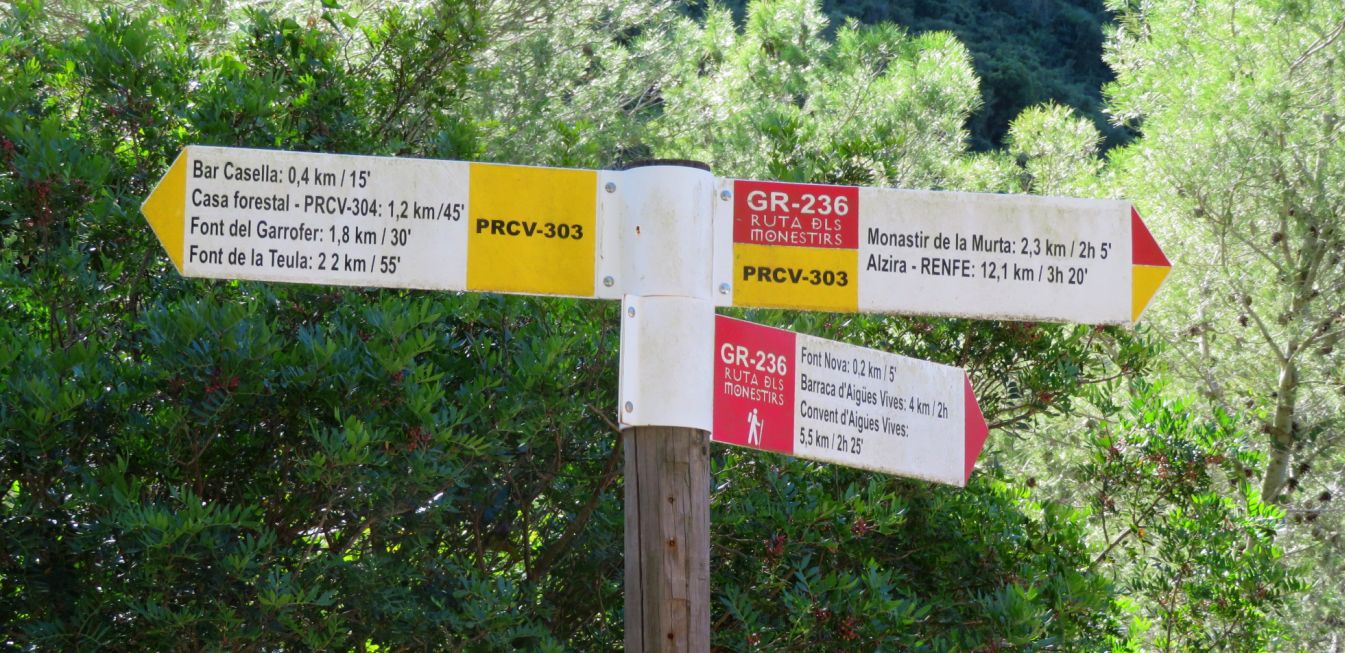 Bar Casella: 0,4 km / 15'
Casa forestal - PRCV-304: 1,2 km/45'
Font del Garrofer: 1,8 km / 30'
Font de la Teula: 2 2 km / 55'
PRCV-303
GR-236
RUTA DLS
MONESTIRS
PRCV-303
Monastir de la Murta: 2,3 km / 2h 5'
Alzira - RENFE: 12,1 km / 3h 20'
GR-236
RUTA DLS
MONESTIRS
Font Nova: 0,2 km / 5'
Barraca d'Aigües Vives: 4 km / 2h
Convent d'Aigües Vives:
5,5 km / 2h 25'